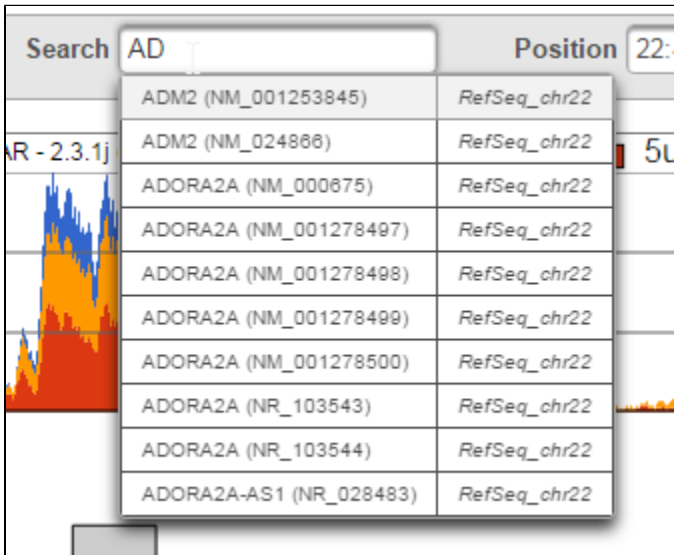 Search AD Position 22:
ADM2 (NM_001253845) RefSeq_chr22
ADM2 (NM_024866) RefSeq_chr22
AR - 2.3.1j 5u
ADORA2A (NM_000675) RefSeq_chr22
ADORA2A (NM_001278497) RefSeq_chr22
ADORA2A (NM_001278498) RefSeq_chr22
ADORA2A (NM_001278499) RefSeq_chr22
ADORA2A (NM_001278500) RefSeq_chr22
ADORA2A (NR_103543) RefSeq_chr22
ADORA2A (NR_103544) RefSeq_chr22
ADORA2A-AS1 (NR_028483) RefSeq_chr22